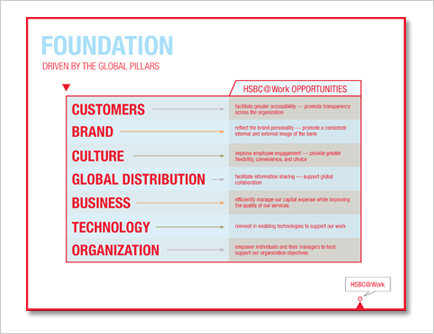 FOUNDATION
DRIVEN BY THE GLOBAL PILLARS
HSBC@Work OPPORTUNITIES
CUSTOMERS
facilitate greater accessibility — promote transparency
across the organization
BRAND
reflect the brand personality — promote a consistent
internal and external image of the bank
CULTURE
improve employee engagement — provide greater
flexibility, convenience, and choice
GLOBAL DISTRIBUTION
facilitate information sharing — support global
collaboration
BUSINESS
efficiently manage our capital expense while improving
the quality of our services
TECHNOLOGY
reinvest in enabling technologies to support our work
ORGANIZATION
empower individuals and their managers to best
support our organization objectives
HSBC@Work